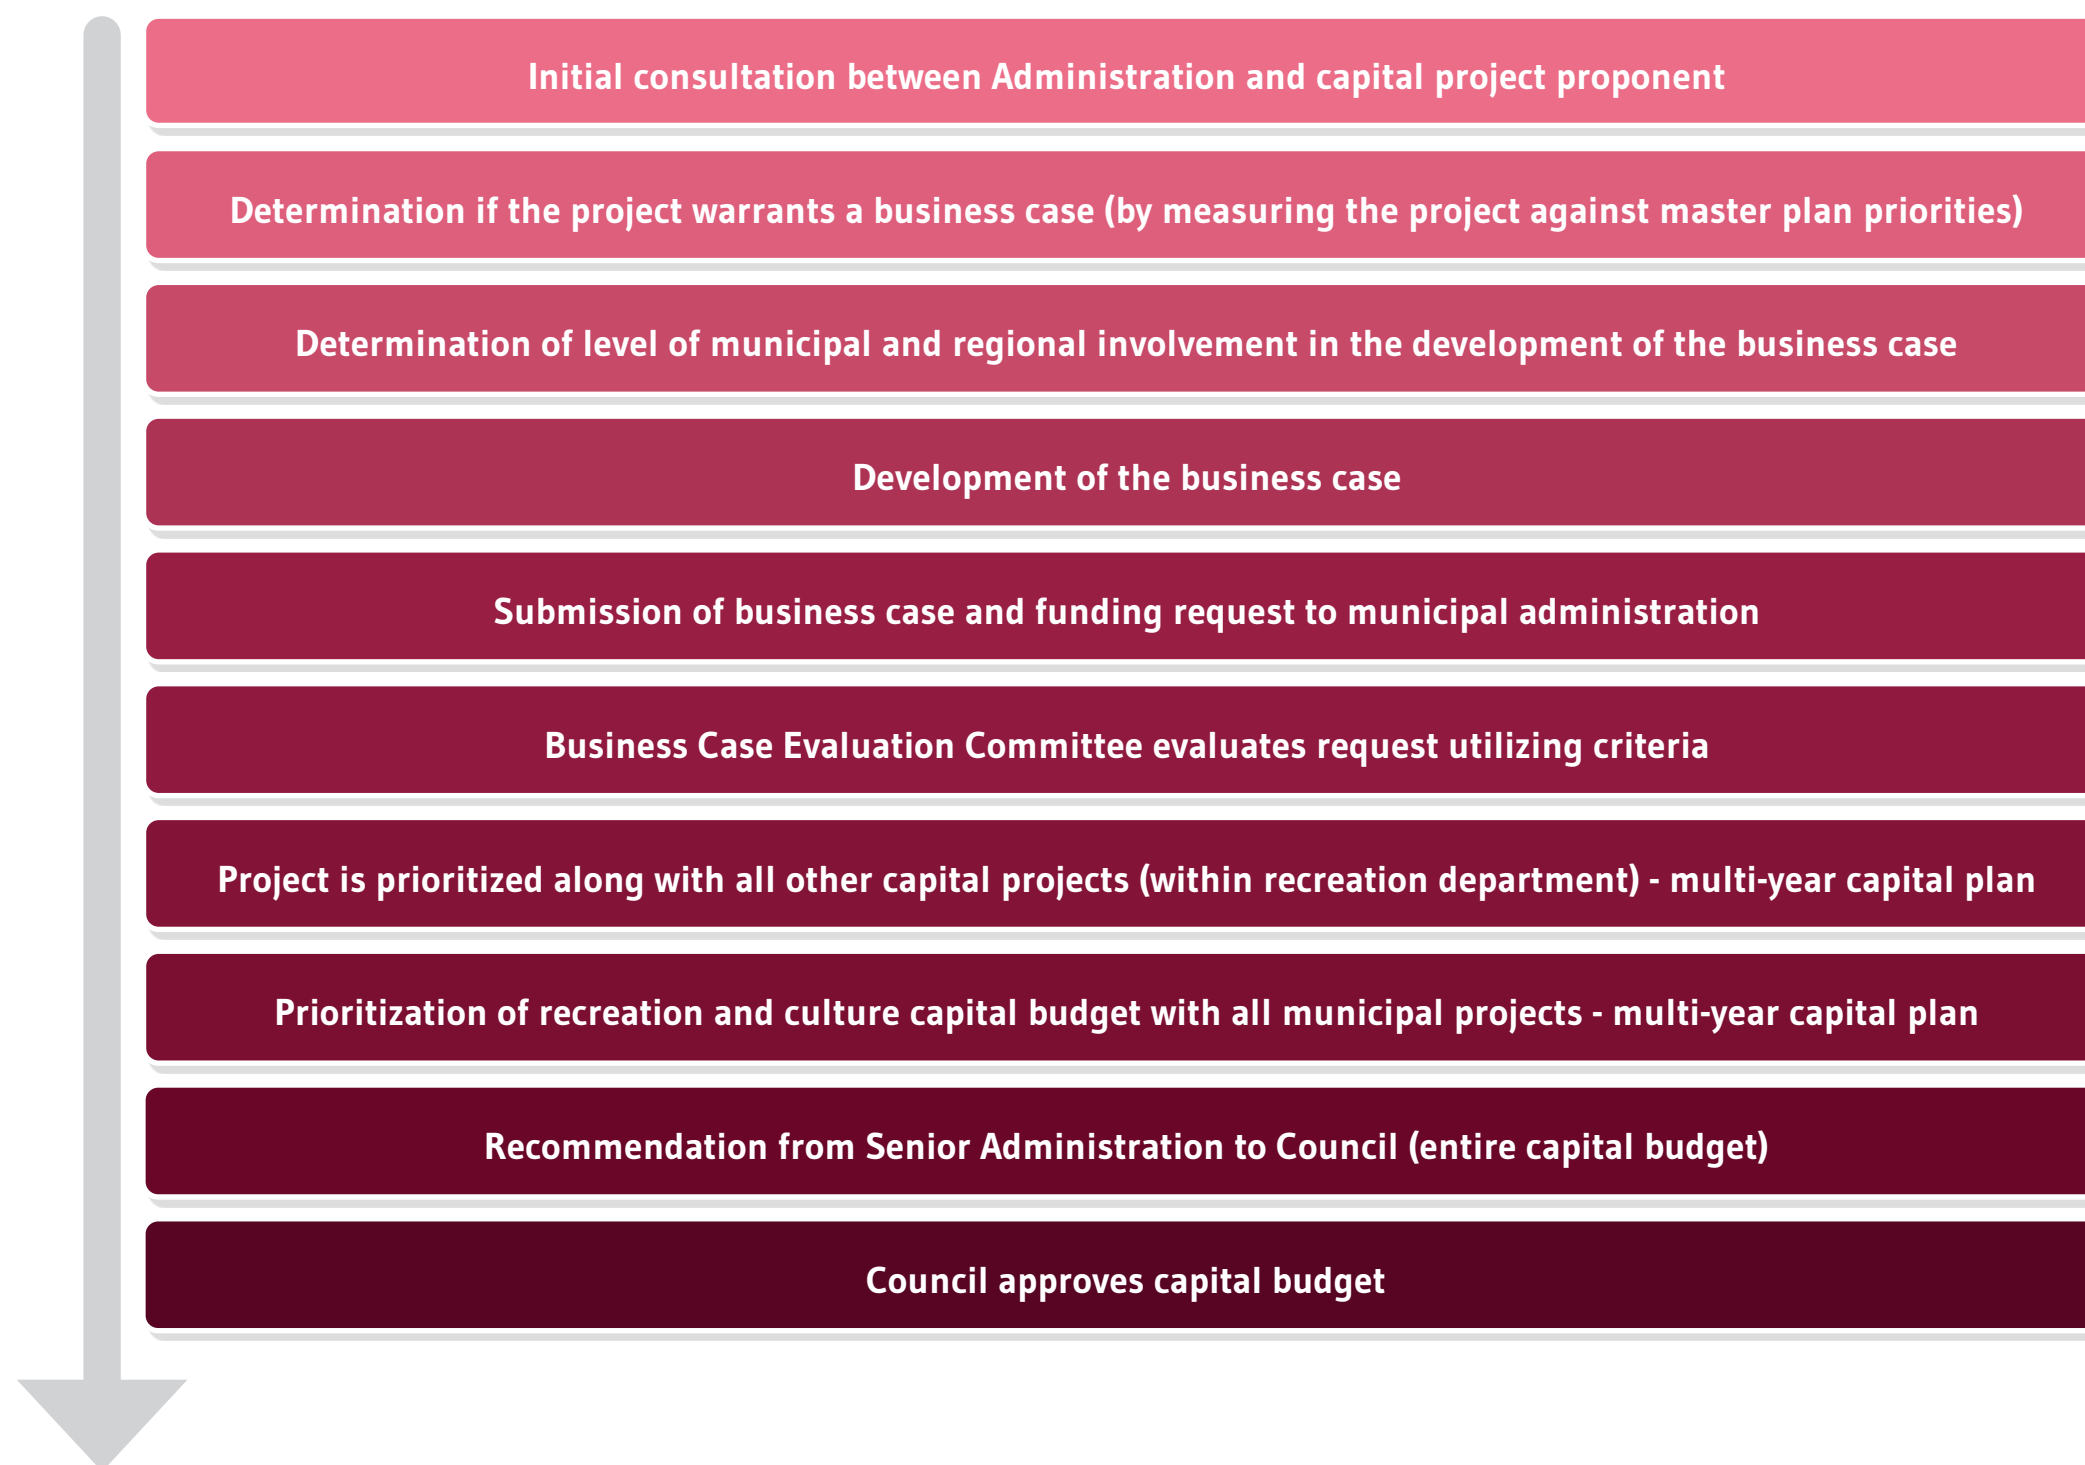 Initial consultation between Administration and capital project proponent
Determination if the project warrants a business case (by measuring the project against master plan priorities)
Determination of level of municipal and regional involvement in the development of the business case
Development of the business case
Submission of business case and funding request to municipal administration
Business Case Evaluation Committee evaluates request utilizing criteria
Project is prioritized along with all other capital projects (within recreation department) - multi-year capital plan
Prioritization of recreation and culture capital budget with all municipal projects - multi-year capital plan
Recommendation from Senior Administration to Council (entire capital budget)
Council approves capital budget